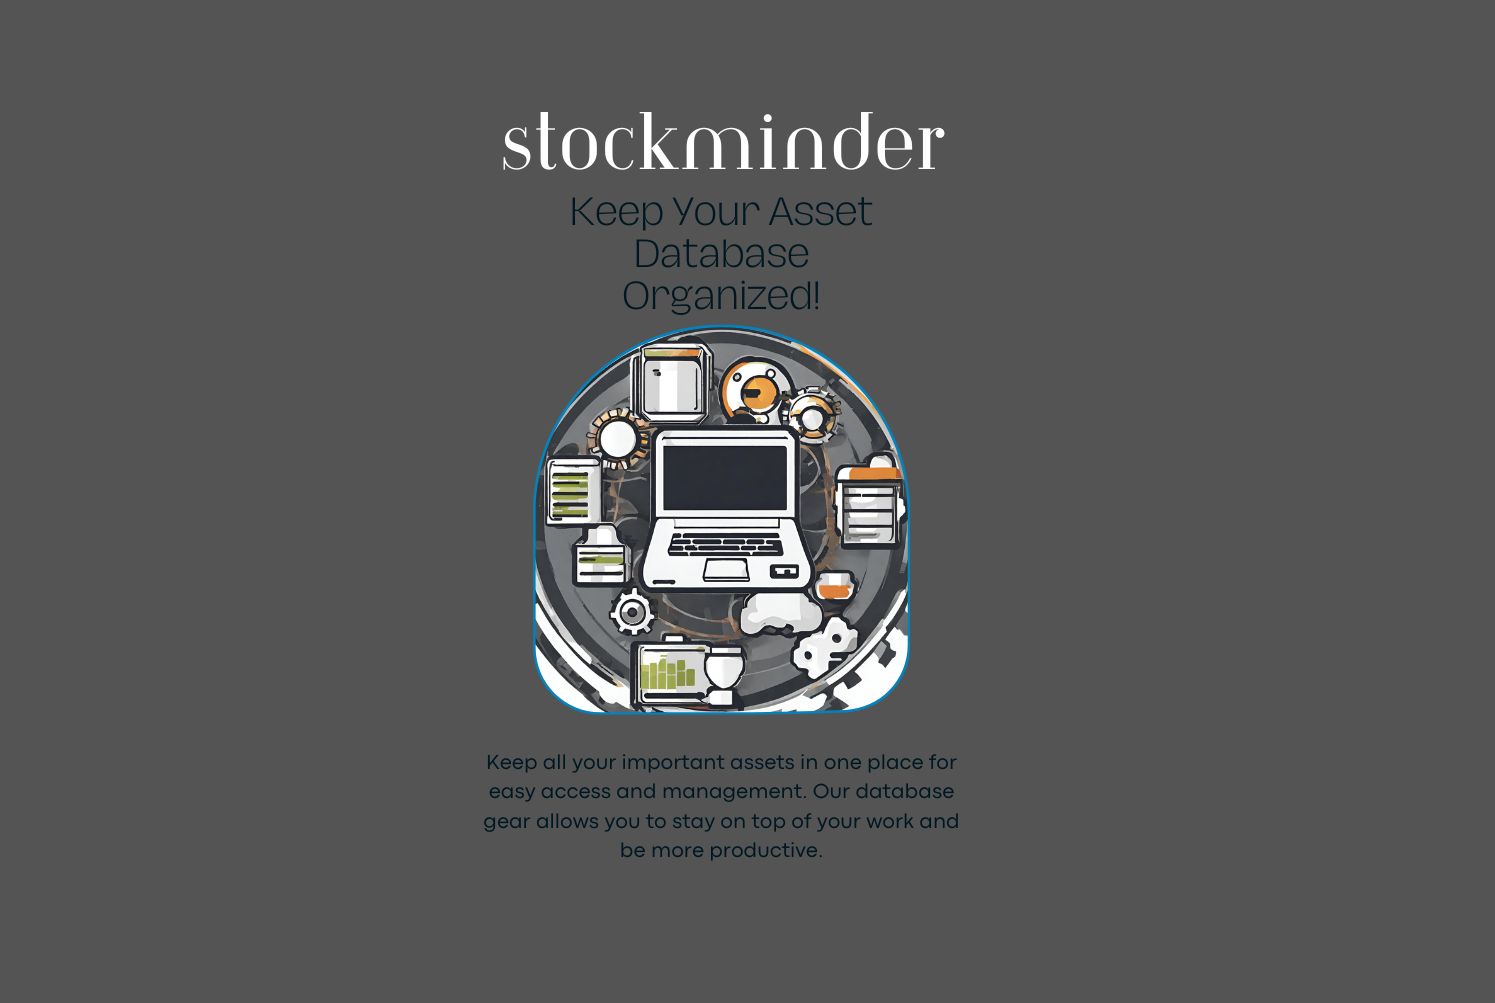 stockminder
Keep Your Asset
Database
Organized!
Keep all your important assets in one place for
easy access and management. Our database
gear allows you to stay on top of your work and
be more productive.